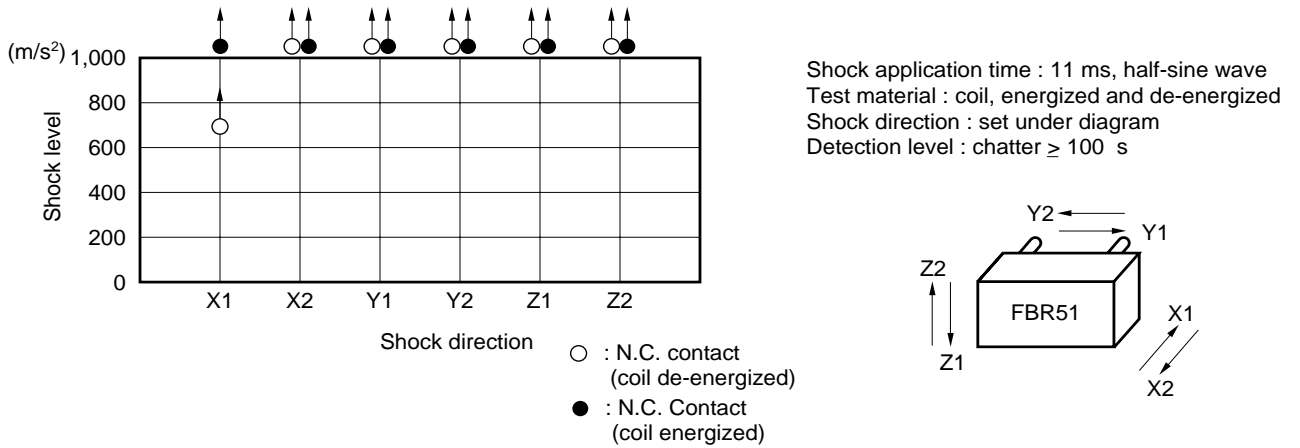 (m/s²)
1,000
800
600
400
200
0
Shock level
X1 X2 Y1 Y2 Z1 Z2
Shock direction
○ : N.C. contact
(coil de-energized)
● : N.C. Contact
(coil energized)
Shock application time : 11 ms, half-sine wave
Test material : coil, energized and de-energized
Shock direction : set under diagram
Detection level : chatter ≥ 100 s
Y2
Y1
Z2
FBR51
X1
Z1
X2